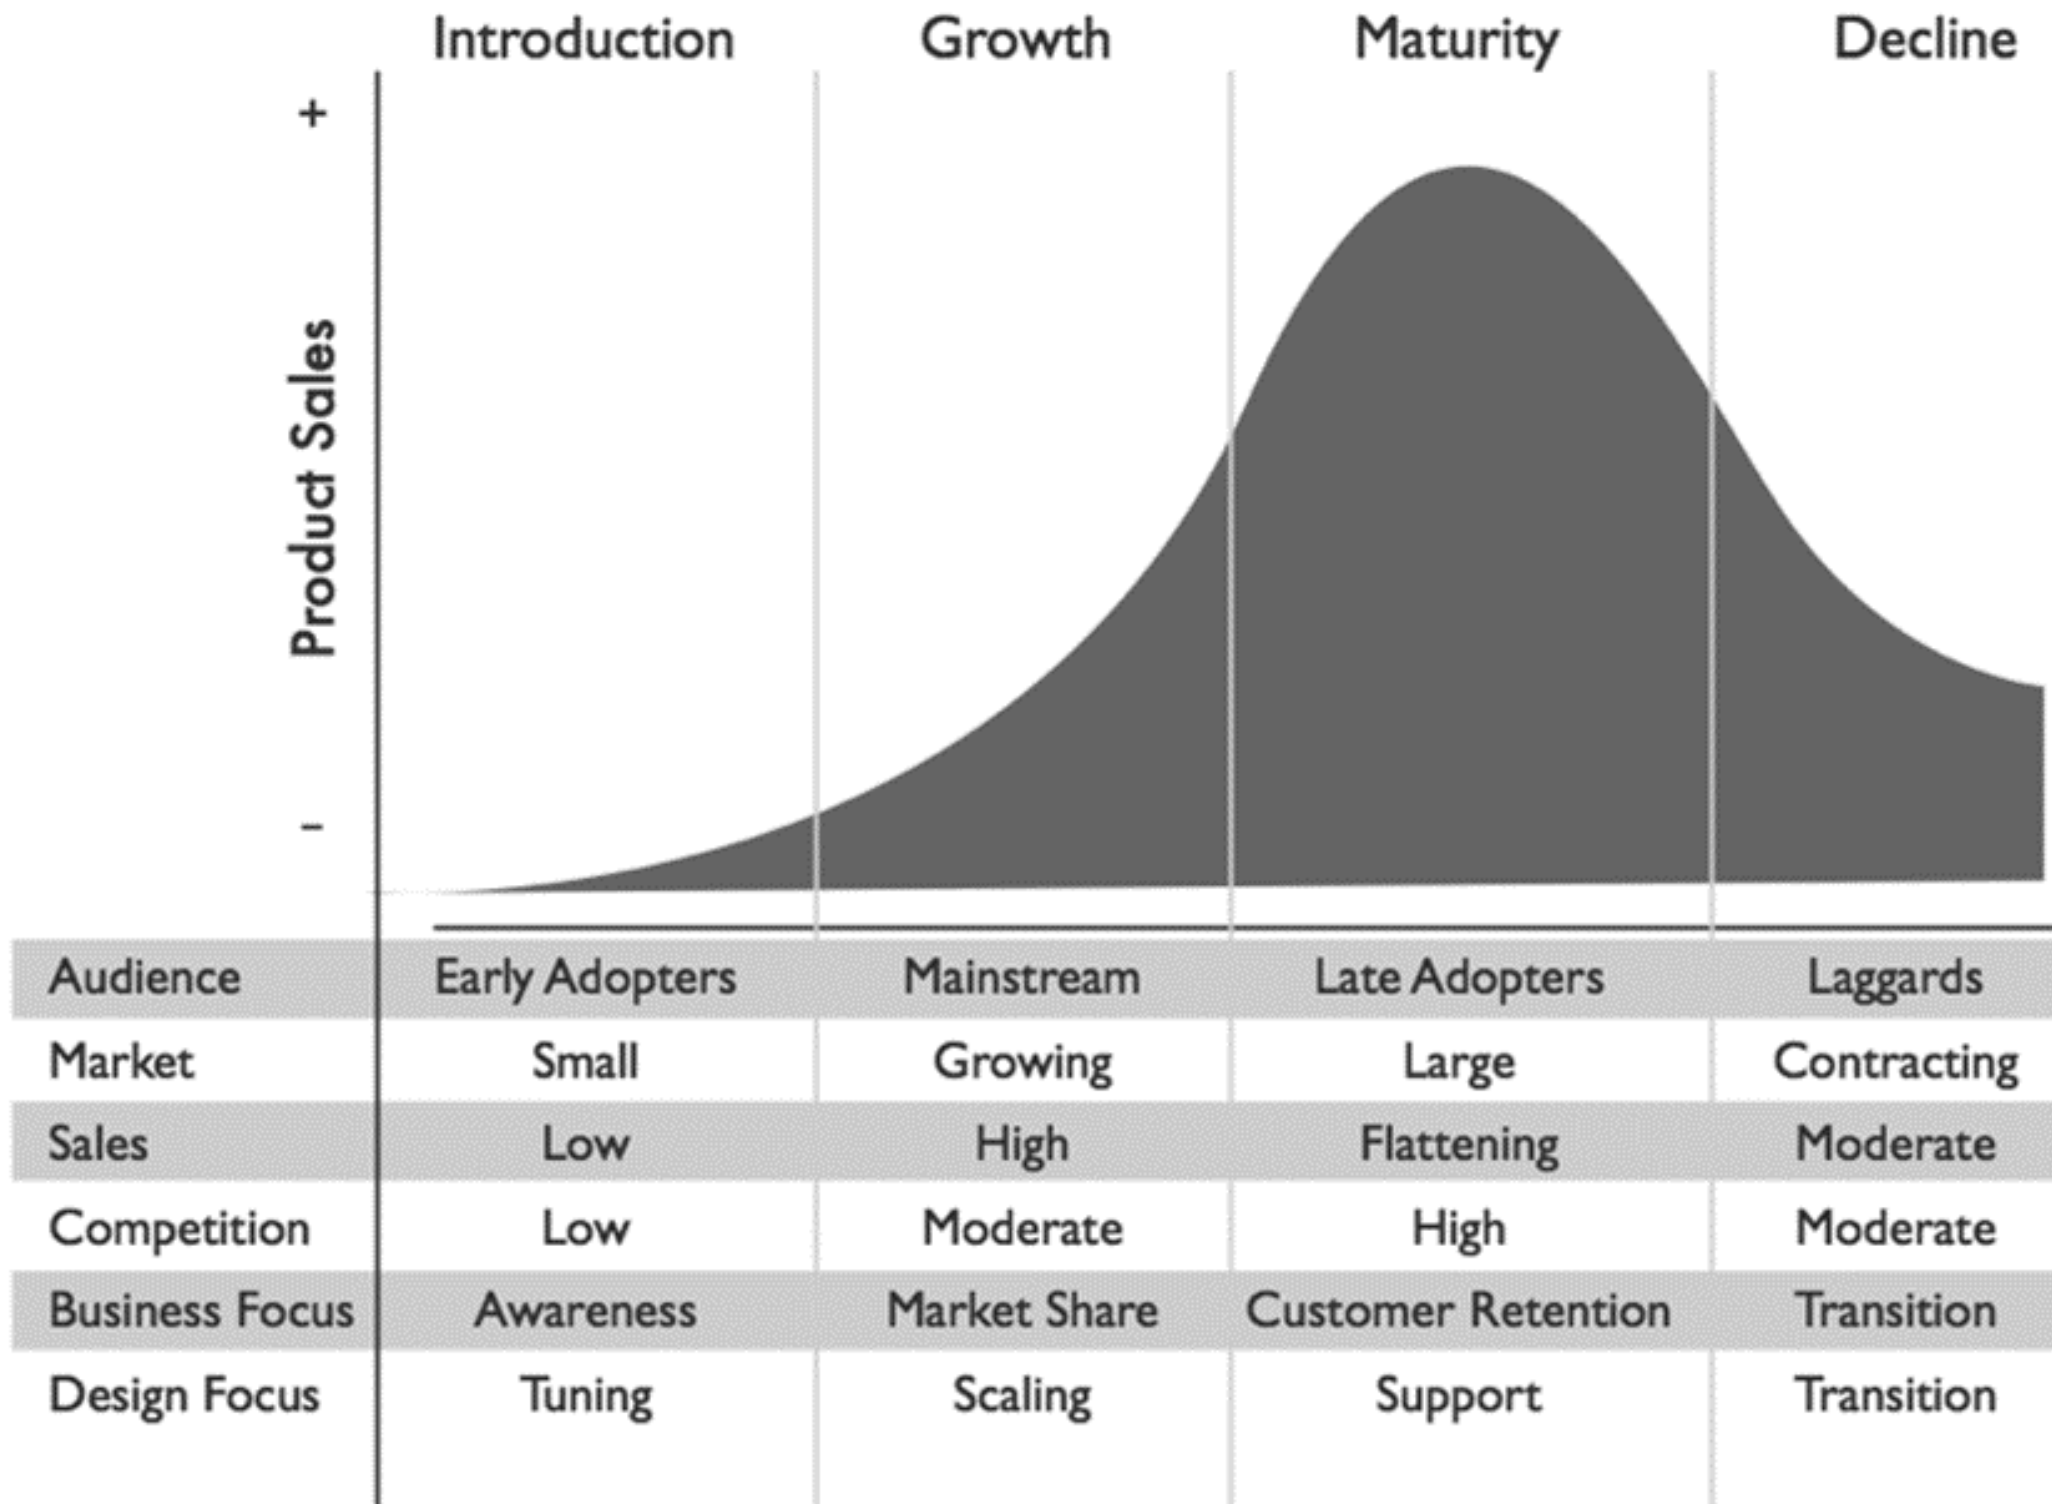 Introduction Growth Maturity Decline
+
Product Sales
–
Audience Early Adopters Mainstream Late Adopters Laggards
Market Small Growing Large Contracting
Sales Low High Flattening Moderate
Competition Low Moderate High Moderate
Business Focus Awareness Market Share Customer Retention Transition
Design Focus Tuning Scaling Support Transition